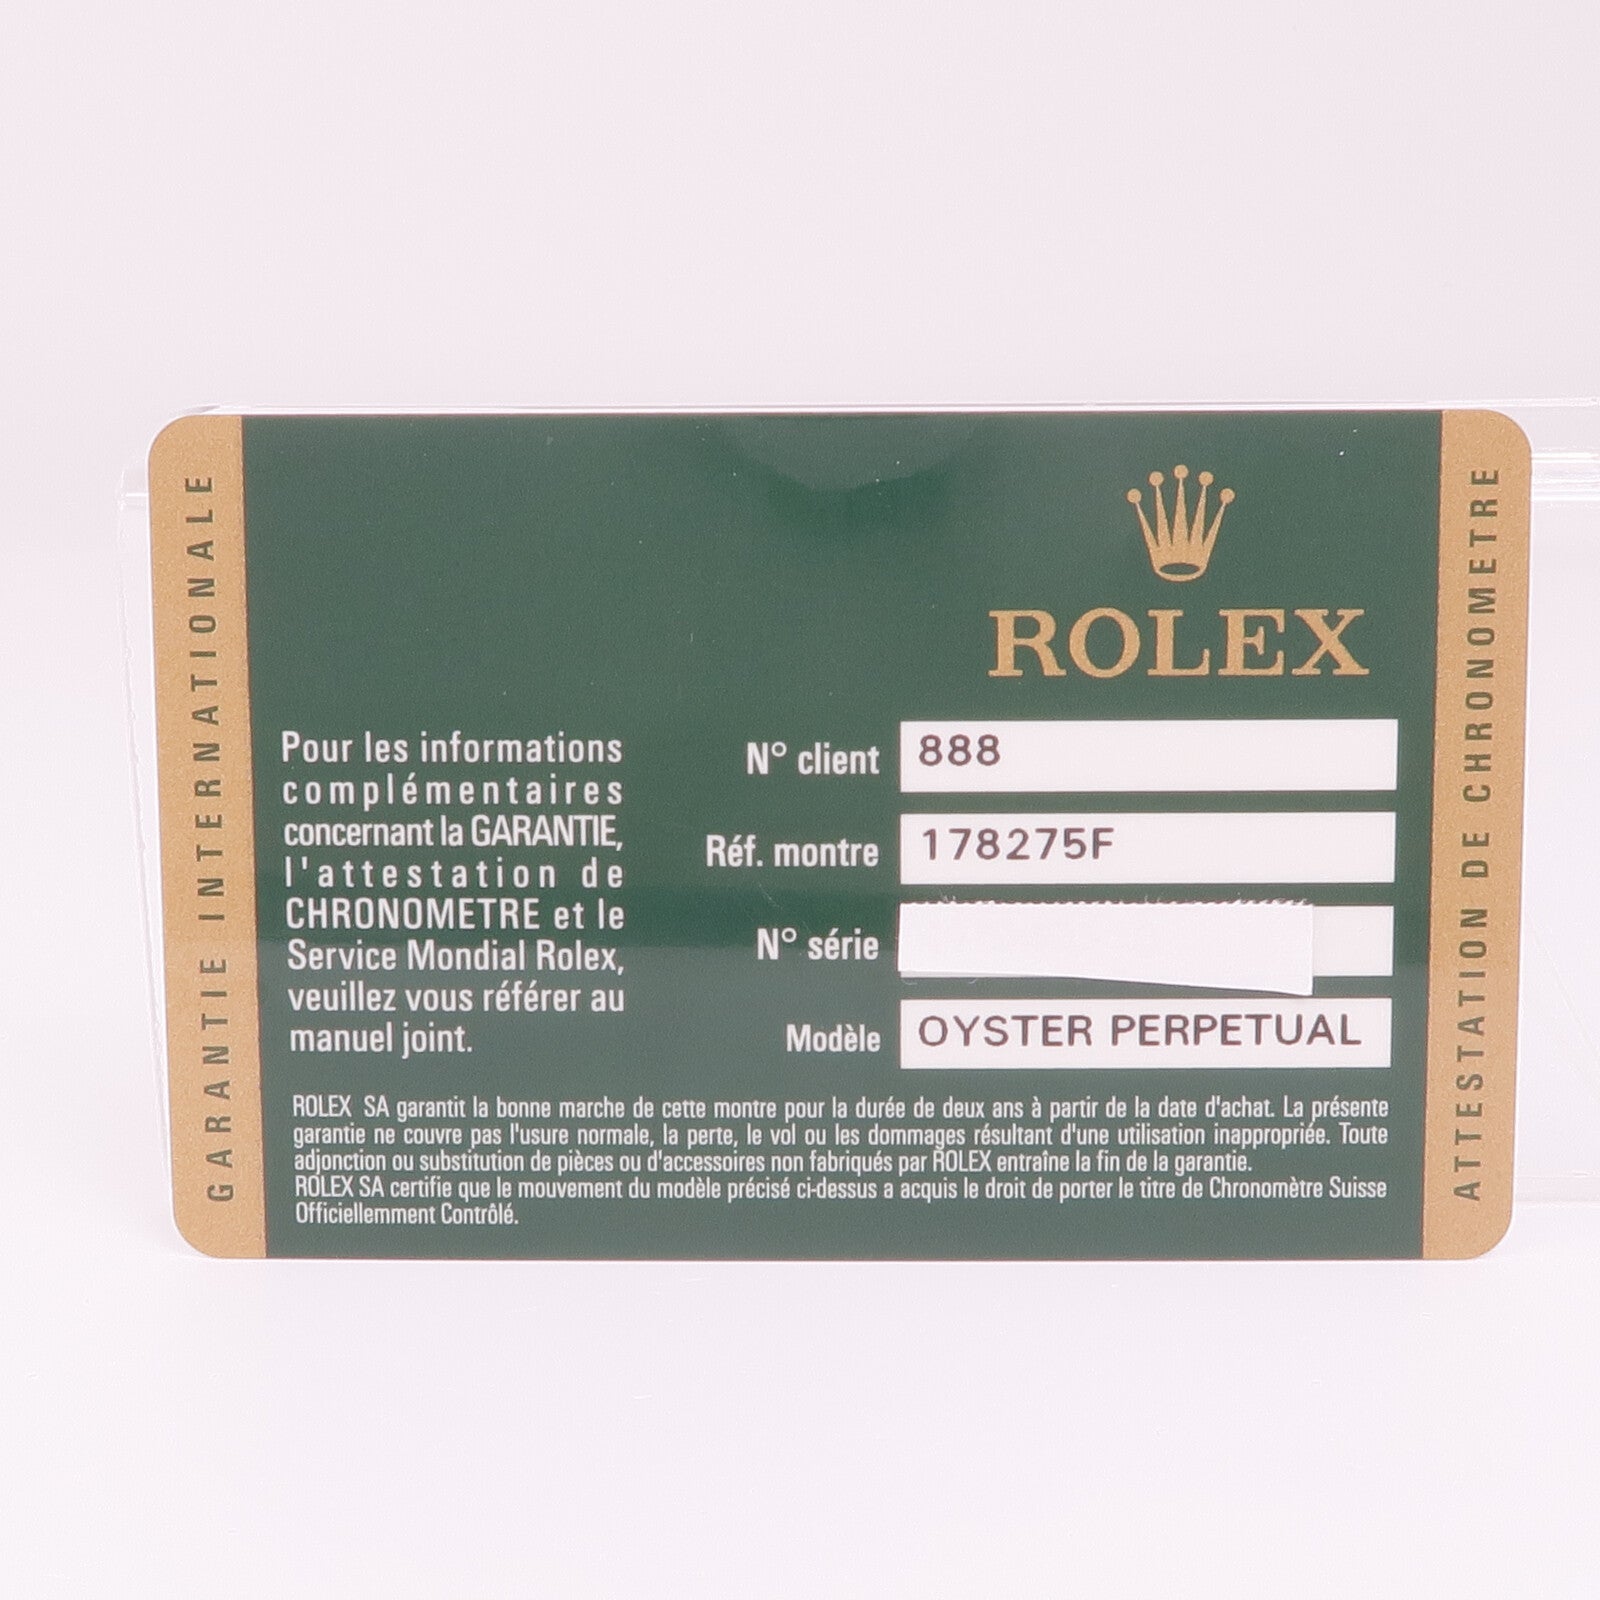 GARANTIE INTERNATIONALE
ROLEX
Pour les informations
complémentaires
concernant la GARANTIE,
l'attestation de
CHRONOMETRE et le
Service Mondial Rolex,
veuillez vous référer au
manuel joint.
N° client 888
Réf. montre 178275F
N° série
Modèle OYSTER PERPETUAL
ROLEX SA garantit la bonne marche de cette montre pour la durée de deux ans à partir de la date d'achat. La présente
garantie ne couvre pas l'usure normale, la perte, le vol ou les dommages résultant d'une utilisation inappropriée. Toute
adjonction ou substitution de pièces ou d'accessoires non fabriqués par ROLEX entraîne la fin de la garantie.
ROLEX SA certifie que le mouvement du modèle précisé ci-dessus a acquis le droit de porter le titre de Chronomètre Suisse
Officiellemment Contrôlé.
ATTESTATION DE CHRONOMETRE